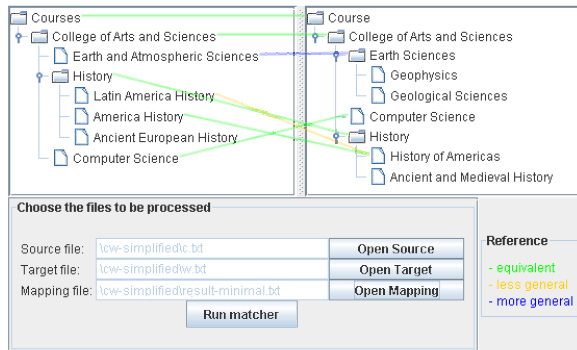 Courses
College of Arts and Sciences
Earth and Atmospheric Sciences
History
Latin America History
America History
Ancient European History
Computer Science
Course
College of Arts and Sciences
Earth Sciences
Geophysics
Geological Sciences
Computer Science
History
History of Americas
Ancient and Medieval History
Choose the files to be processed
Source file: \cw-simplified\c.txt Open Source
Target file: \cw-simplified\w.txt Open Target
Mapping file: \cw-simplified\result-minimal.txt Open Mapping
Run matcher
Reference
- equivalent
- less general
- more general